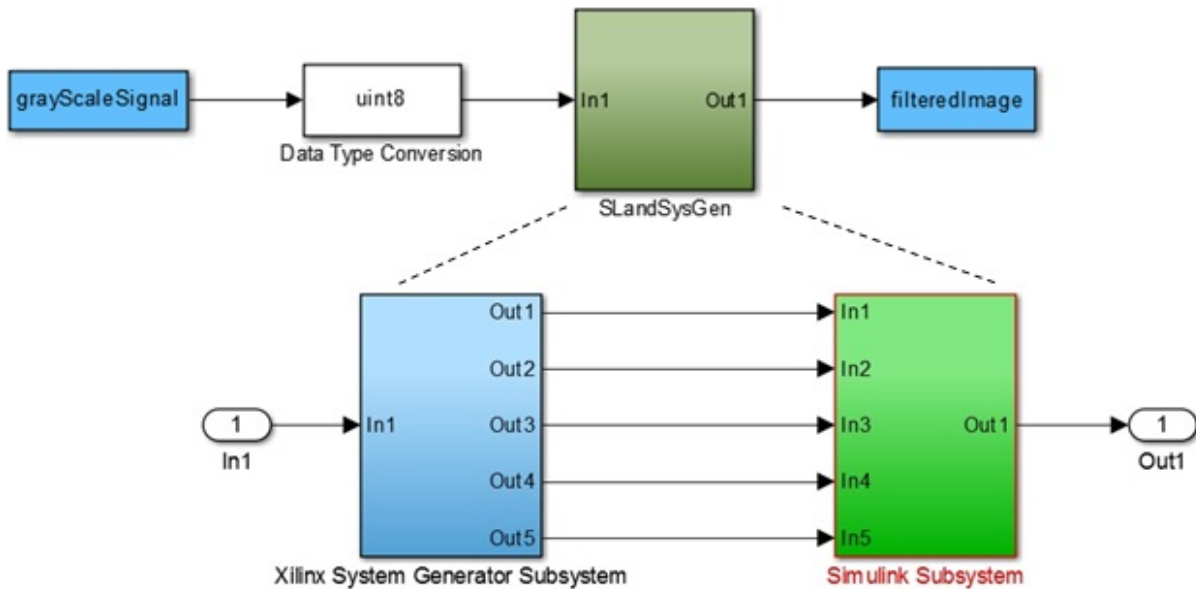 grayScaleSignal
uint8
Data Type Conversion
In1
Out1
SLandSysGen
filteredImage
1
In1
In1
Out1
Out2
Out3
Out4
Out5
Xilinx System Generator Subsystem
In1
In2
In3
In4
In5
Out1
Simulink Subsystem
1
Out1